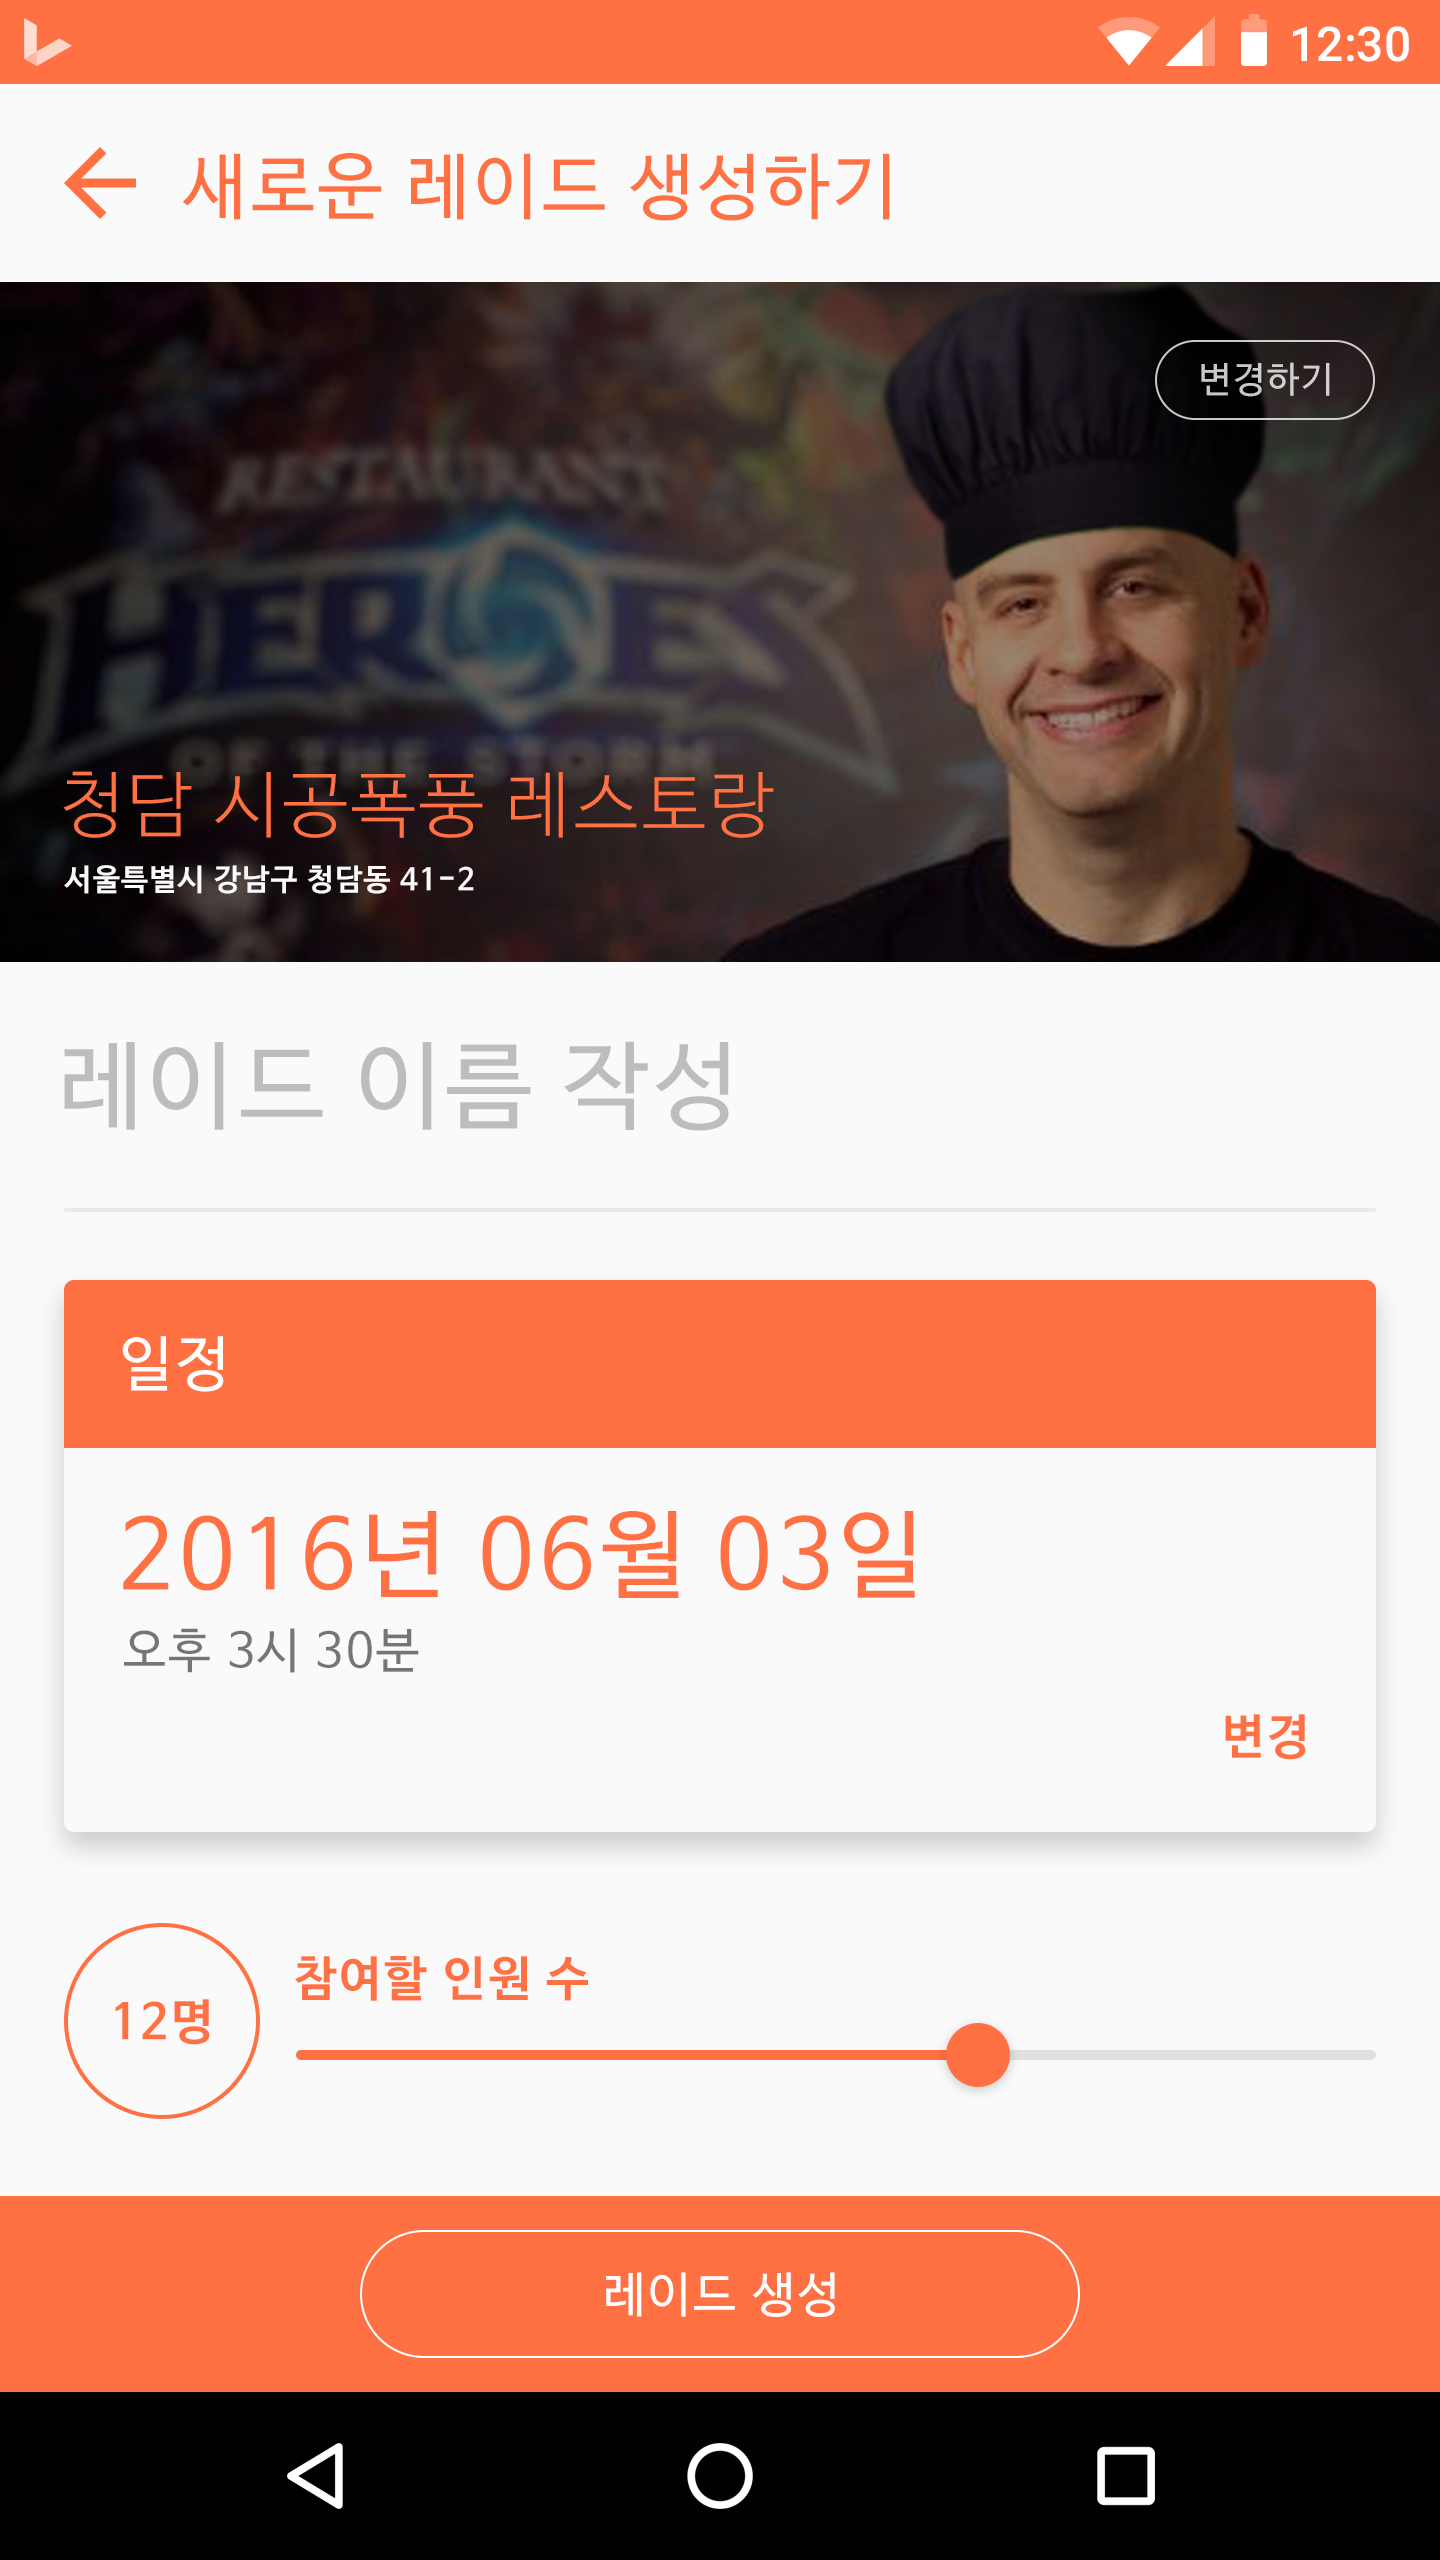 12:30
새로운 레이드 생성하기
변경하기
RESTAURANT
HEROES
OF THE STORM
청담 시공폭풍 레스토랑
서울특별시 강남구 청담동 41-2
레이드 이름 작성
일정
2016년 06월 03일
오후 3시 30분
변경
참여할 인원 수
12명
레이드 생성